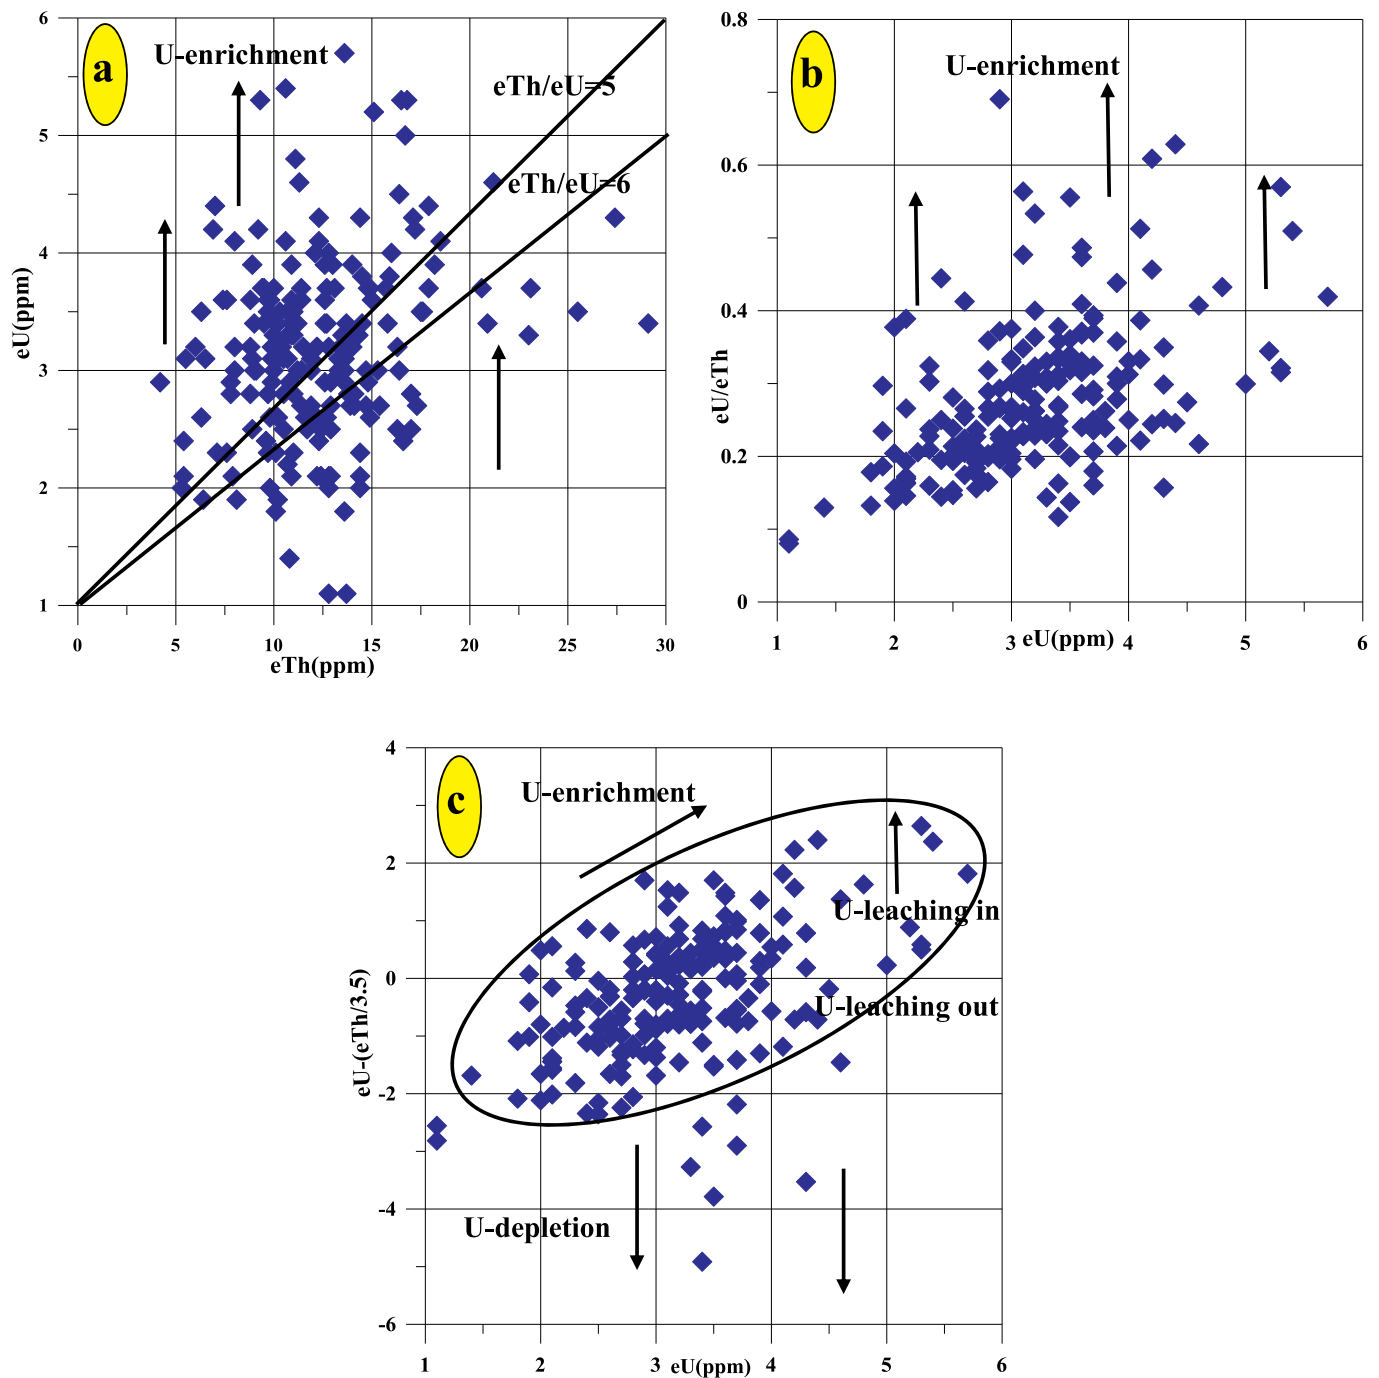 a
U-enrichment
eTh/eU=5
eTh/eU=6
6
5
4
3
2
1
eU(ppm)
0 5 10 15 20 25 30
eTh(ppm)
b
U-enrichment
0.8
0.6
0.4
0.2
0
eU/eTh
1 2 3 4 5 6
eU(ppm)
c
U-enrichment
U-leaching in
U-leaching out
U-depletion
4
2
0
-2
-4
-6
eU-(eTh/3.5)
1 2 3 4 5 6
eU(ppm)